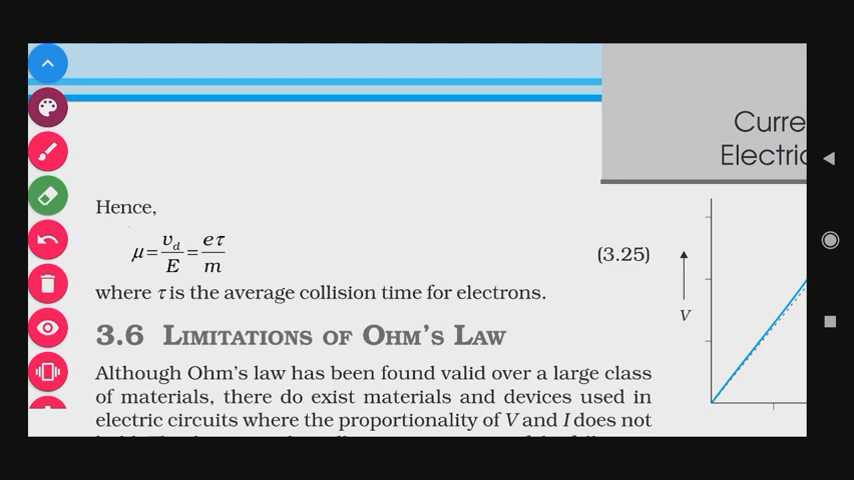 Curre
Electric
Hence,
μ = v_d / E = eτ / m (3.25)
where τ is the average collision time for electrons.
3.6 LIMITATIONS OF OHM'S LAW
Although Ohm's law has been found valid over a large class
of materials, there do exist materials and devices used in
electric circuits where the proportionality of V and I does not
V